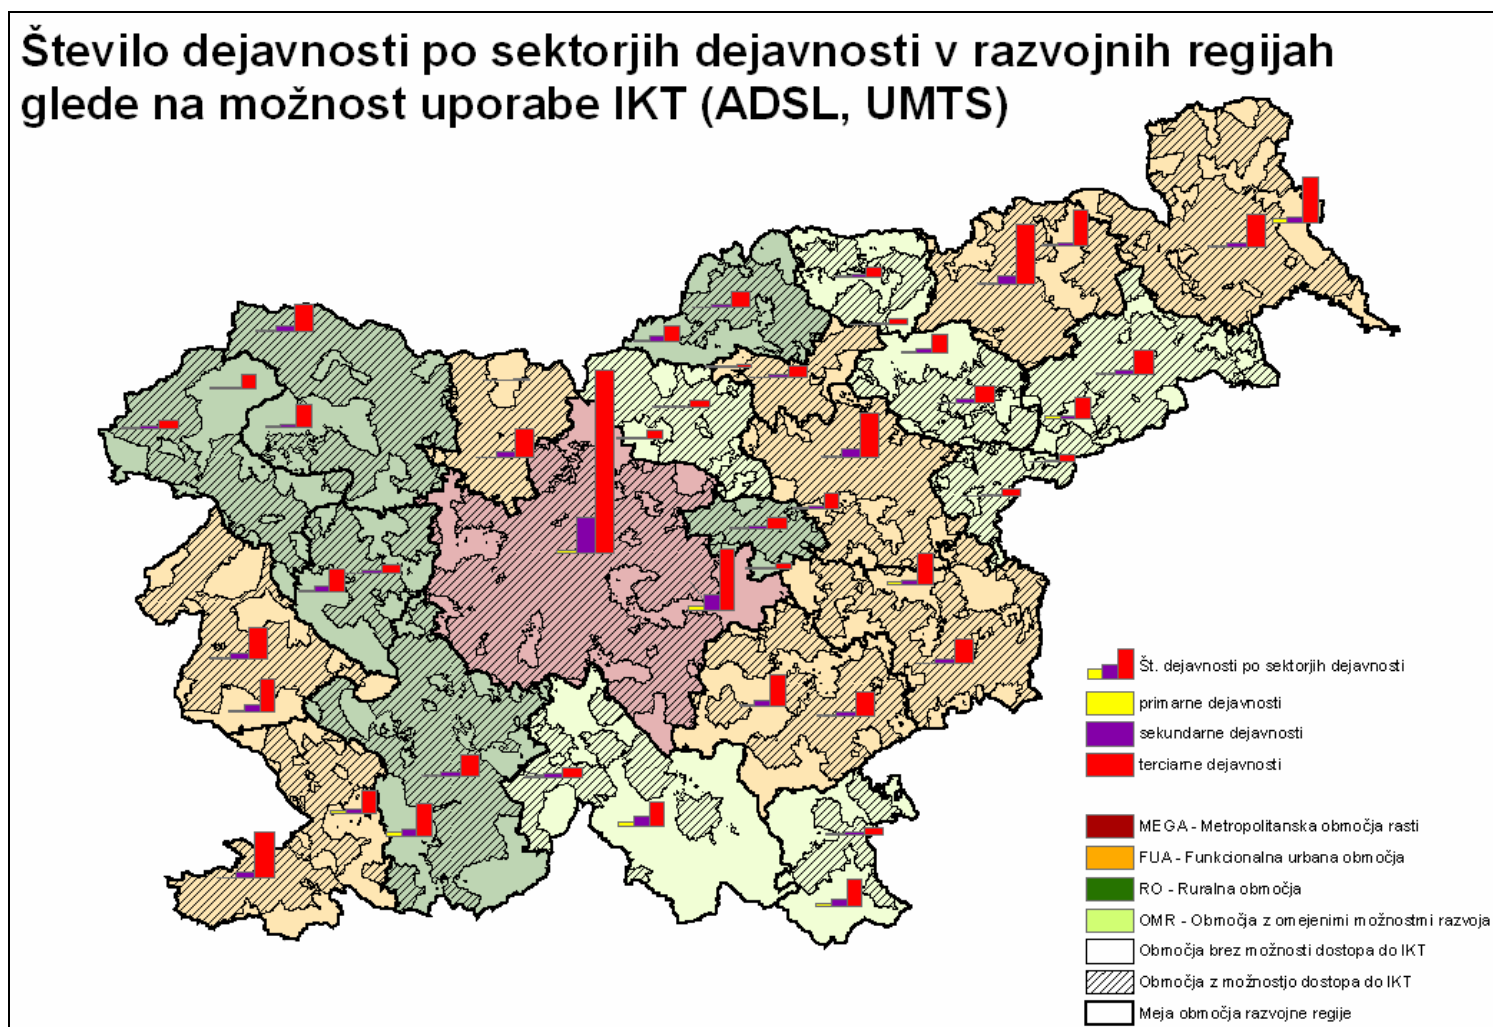 Število dejavnosti po sektorjih dejavnosti v razvojnih regijah
glede na možnost uporabe IKT (ADSL, UMTS)
Št. dejavnosti po sektorjih dejavnosti
primarne dejavnosti
sekundarne dejavnosti
terciarne dejavnosti
MEGA - Metropolitanska območja rasti
FUA - Funkcionalna urbana območja
RO - Ruralna območja
OMR - Območja z omejenimi možnostmi razvoja
Območja brez možnosti dostopa do IKT
Območja z možnostjo dostopa do IKT
Meja območja razvojne regije